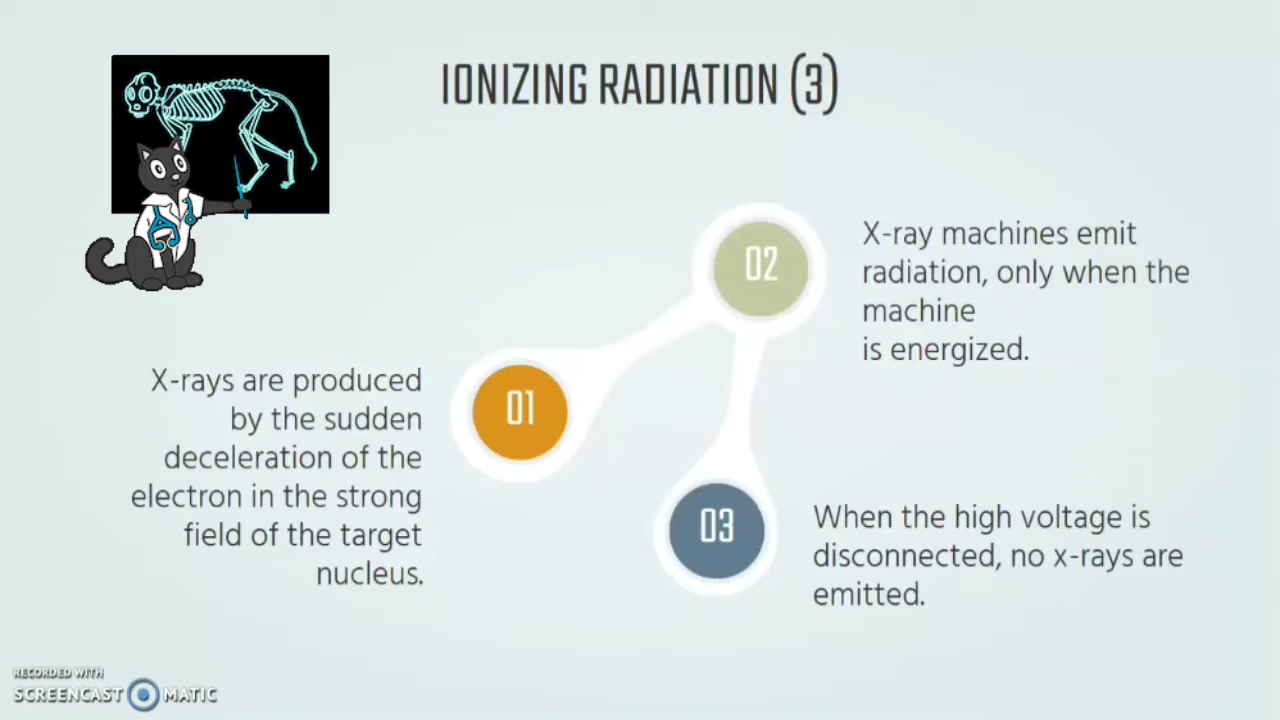 IONIZING RADIATION (3)
01
X-rays are produced
by the sudden
deceleration of the
electron in the strong
field of the target
nucleus.
02
X-ray machines emit
radiation, only when the
machine
is energized.
03
When the high voltage is
disconnected, no x-rays are
emitted.
RECORDED WITH
SCREENCAST MATIC